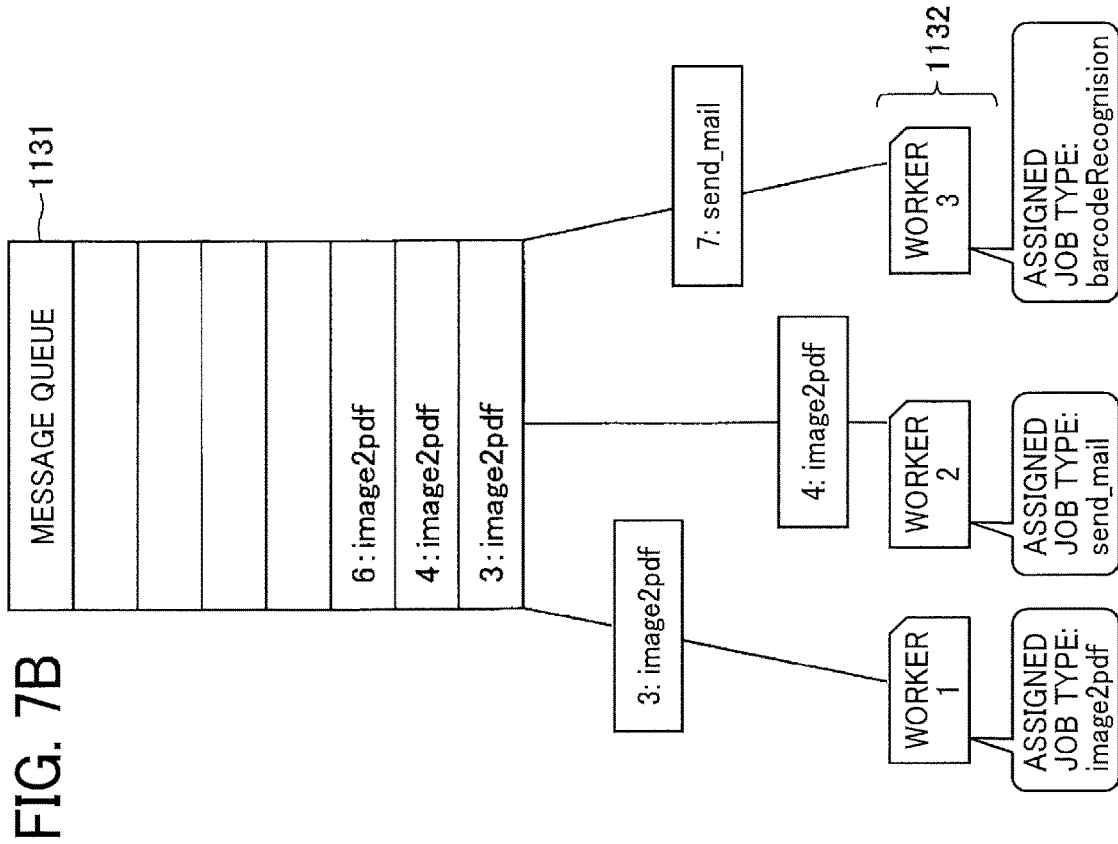 FIG. 7B
MESSAGE QUEUE
1131
6: image2pdf
4: image2pdf
3: image2pdf
3: image2pdf
4: image2pdf
7: send_mail
WORKER
1
WORKER
2
WORKER
3
1132
ASSIGNED
JOB TYPE:
image2pdf
ASSIGNED
JOB TYPE:
send_mail
ASSIGNED
JOB TYPE:
barcodeRecognision